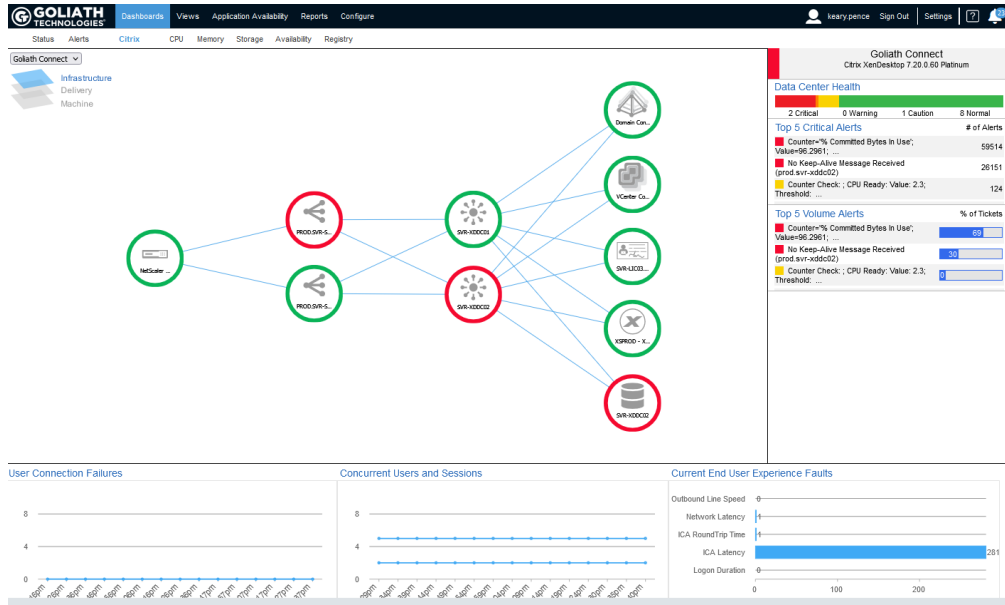 GOLIATH
TECHNOLOGIES
Dashboards Views Application Availability Reports Configure
keary.pence Sign Out Settings ? 23
Status Alerts Citrix CPU Memory Storage Availability Registry
Goliath Connect
Infrastructure
Delivery
Machine
Domain Con...
VCenter Co...
PROD.SVR-S...
SVR-XDDC01
NetScaler ...
SVR-LIC03...
PROD.SVR-S...
SVR-XDDC02
XSPROD - X...
SVR-XDDC02
Goliath Connect
Citrix XenDesktop 7.20.0.60 Platinum
Data Center Health
2 Critical 0 Warning 1 Caution 8 Normal
Top 5 Critical Alerts # of Alerts
Counter='% Committed Bytes In Use';
Value=96.2961; ... 59514
No Keep-Alive Message Received
(prod.svr-xddc02) 26151
Counter Check: ; CPU Ready: Value: 2.3;
Threshold: ... 124
Top 5 Volume Alerts % of Tickets
Counter='% Committed Bytes In Use';
Value=96.2961; ... 69
No Keep-Alive Message Received
(prod.svr-xddc02) 30
Counter Check: ; CPU Ready: Value: 2.3;
Threshold: ... 0
User Connection Failures
8
4
0
Concurrent Users and Sessions
8
4
0
Current End User Experience Faults
Outbound Line Speed 0
Network Latency 1
ICA RoundTrip Time 1
ICA Latency 281
Logon Duration 0
0 100 200